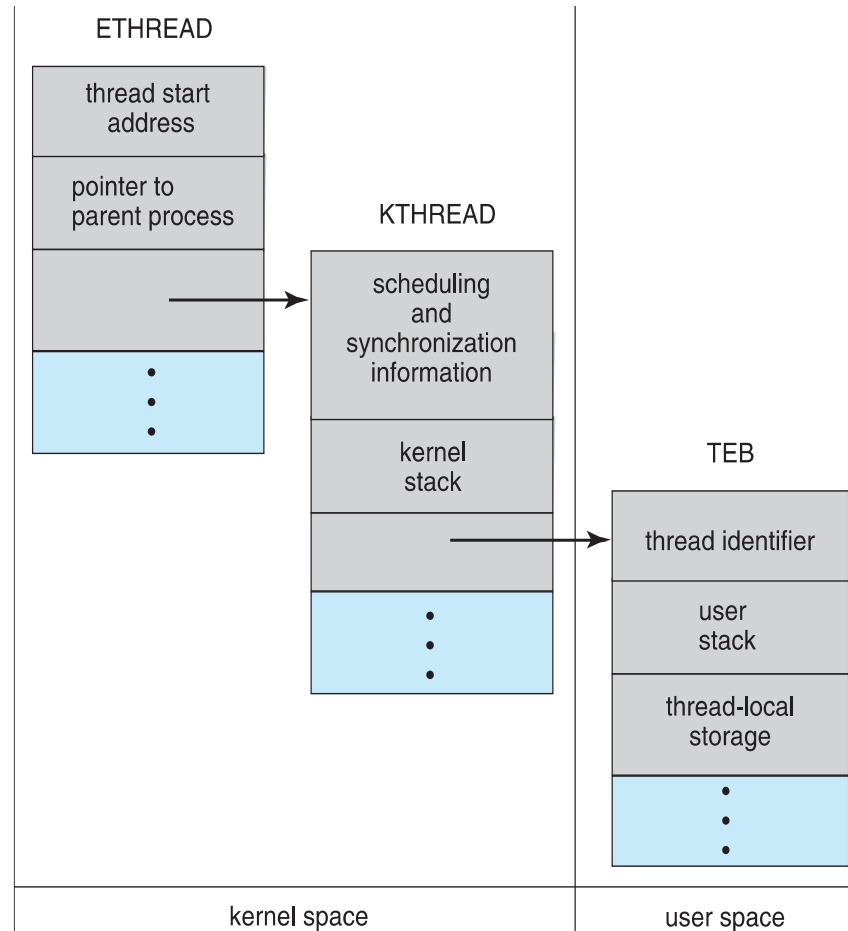 ETHREAD
thread start
address
pointer to
parent process
KTHREAD
scheduling
and
synchronization
information
kernel
stack
TEB
thread identifier
user
stack
thread-local
storage
kernel space
user space